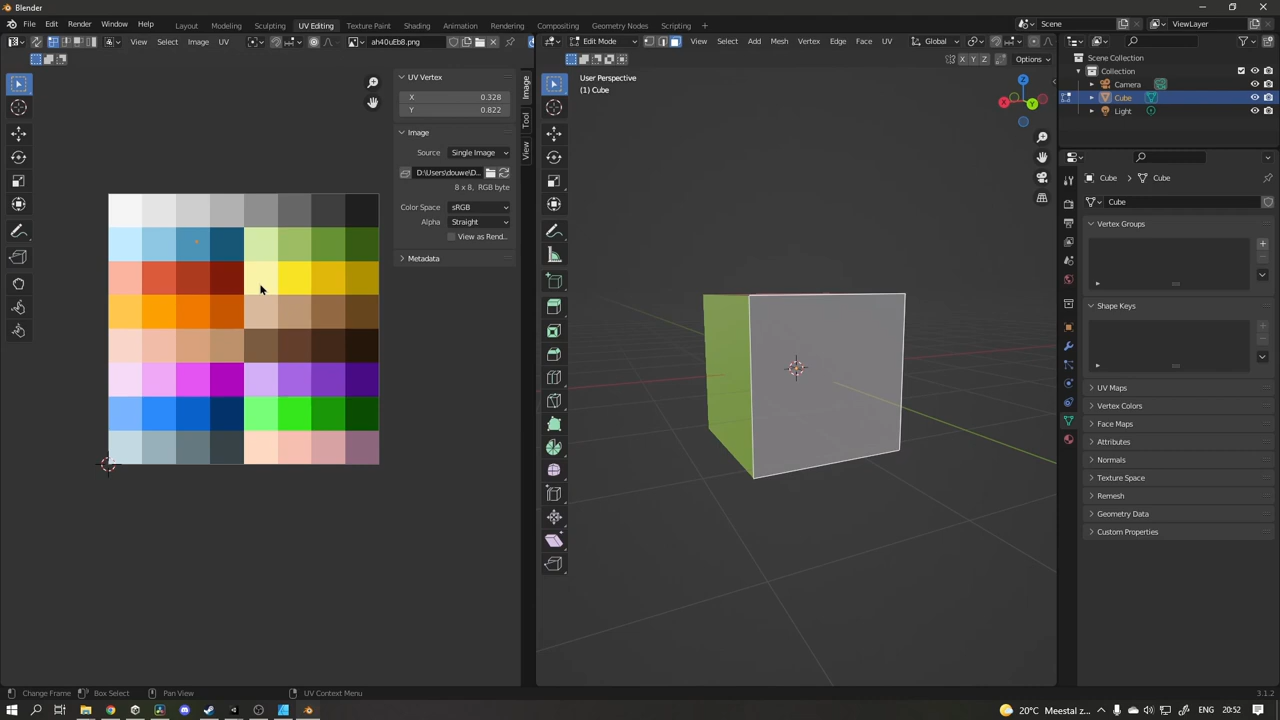 Blender
File Edit Render Window Help Layout Modeling Sculpting UV Editing Texture Paint Shading Animation Rendering Compositing Geometry Nodes Scripting + Scene ViewLayer
View Select Image UV ah40uEb8.png Edit Mode View Select Add Mesh Vertex Edge Face UV Global
X Y Z Options
Scene Collection
Collection
Camera
Cube
Light
UV Vertex
X 0.328
Y 0.822
Image
Source Single Image
D:\Users\douwe\D...
8 x 8, RGB byte
Color Space sRGB
Alpha Straight
View as Rend...
Metadata
Image
Tool
View
User Perspective
(1) Cube
X Y Z
Cube Cube
Cube
Vertex Groups
Shape Keys
UV Maps
Vertex Colors
Face Maps
Attributes
Normals
Texture Space
Remesh
Geometry Data
Custom Properties
Change Frame Box Select Pan View UV Context Menu 3.1.2
20°C Meestal z... ENG 20:52